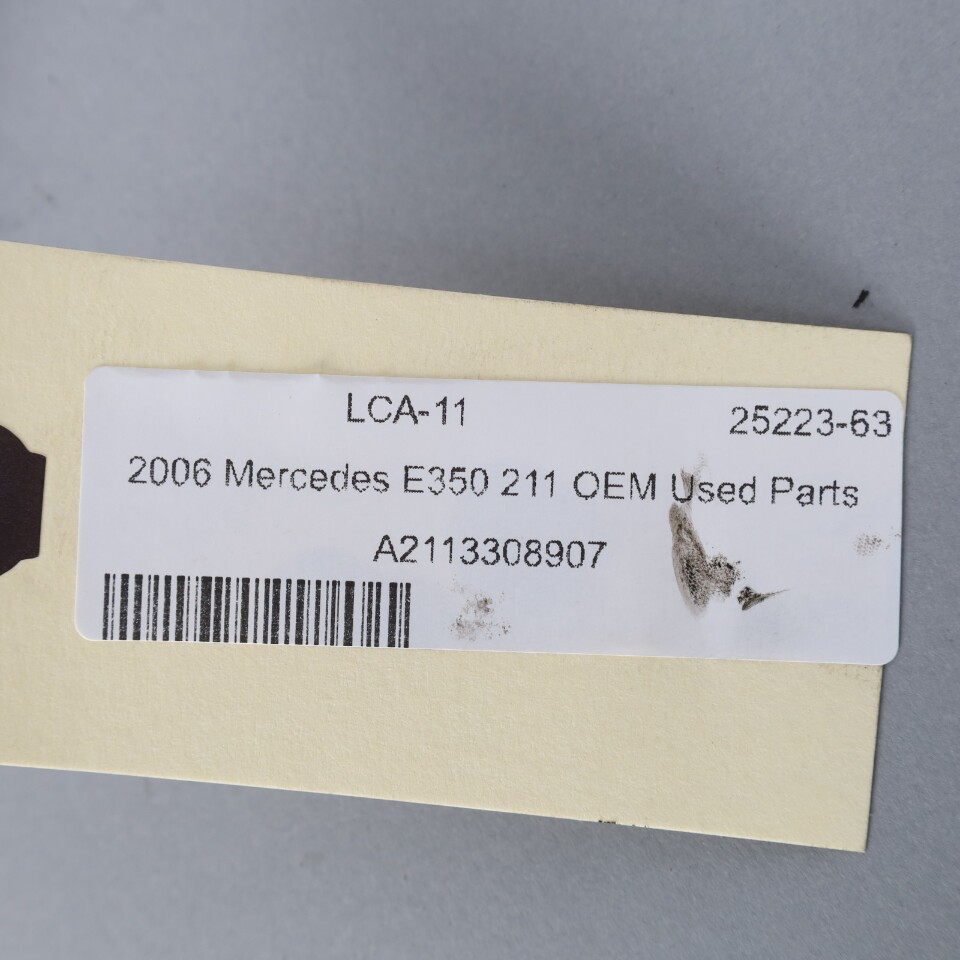 LCA-11 25223-63
2006 Mercedes E350 211 OEM Used Parts
A2113308907